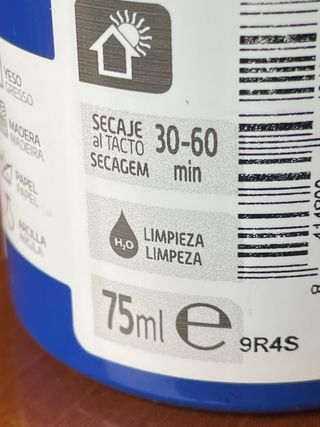 YESO
GESSO
MADERA
MADEIRA
PAPEL
PAPEL
ARCILLA
ARGILA
SECAJE
al TACTO
SECAGEM
30-60
min
H2O
LIMPIEZA
LIMPEZA
75ml e
9R4S